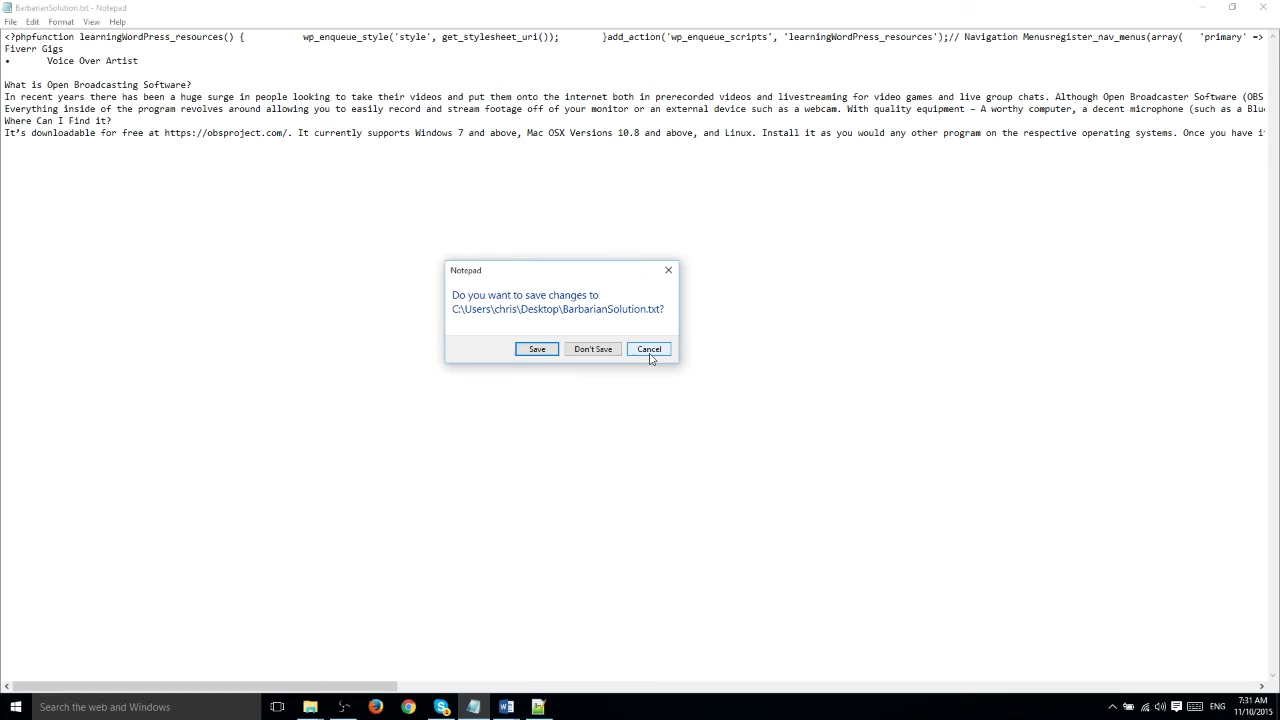 BarbarianSolution.txt - Notepad
File Edit Format View Help
<?phpfunction learningWordPress_resources() { wp_enqueue_style('style', get_stylesheet_uri()); }add_action('wp_enqueue_scripts', 'learningWordPress_resources');// Navigation Menusregister_nav_menus(array( 'primary' =>
Fiverr Gigs
• Voice Over Artist
What is Open Broadcasting Software?
In recent years there has been a huge surge in people looking to take their videos and put them onto the internet both in prerecorded videos and livestreaming for video games and live group chats. Although Open Broadcaster Software (OBS
Everything inside of the program revolves around allowing you to easily record and stream footage off of your monitor or an external device such as a webcam. With quality equipment – A worthy computer, a decent microphone (such as a Blu
Where Can I Find it?
It's downloadable for free at https://obsproject.com/. It currently supports Windows 7 and above, Mac OSX Versions 10.8 and above, and Linux. Install it as you would any other program on the respective operating systems. Once you have i
Notepad
Do you want to save changes to
C:\Users\chris\Desktop\BarbarianSolution.txt?
Save Don't Save Cancel
Search the web and Windows
ENG
7:31 AM
11/10/2015